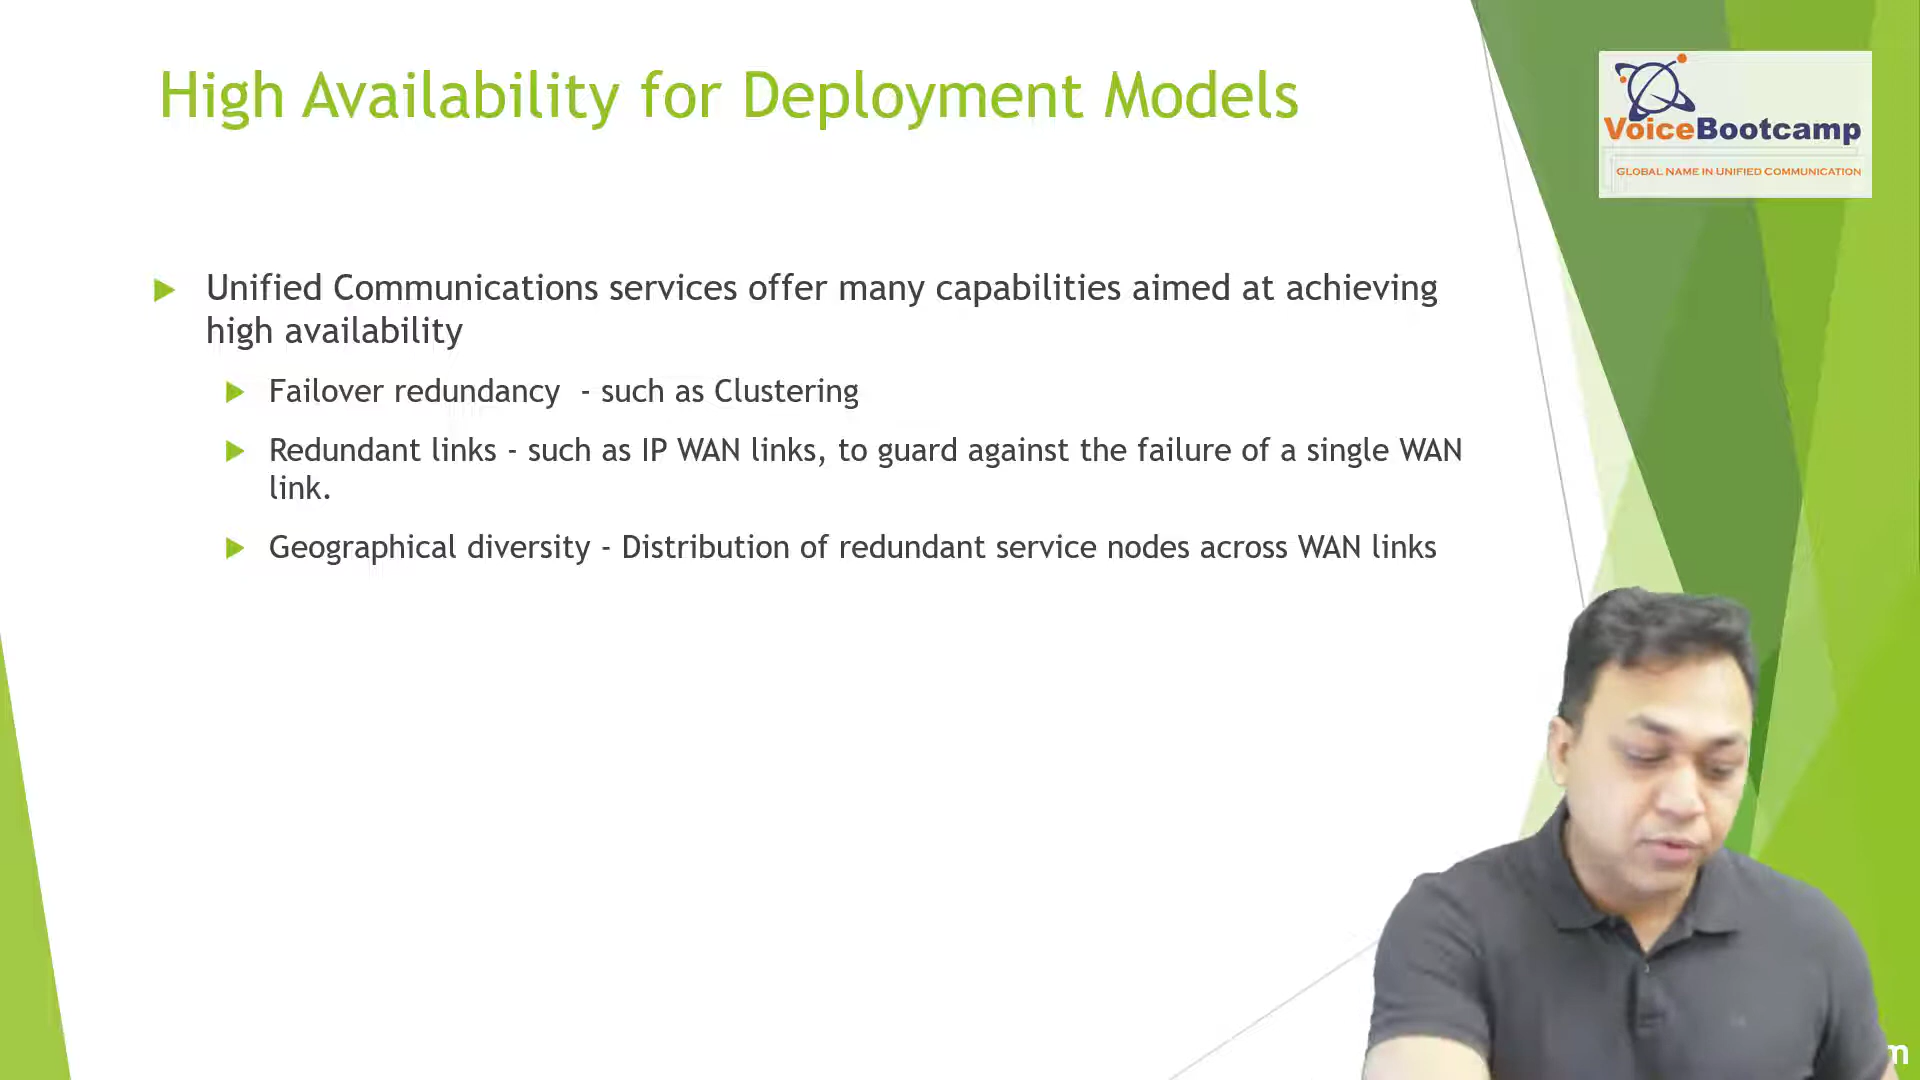 High Availability for Deployment Models
VoiceBootcamp
GLOBAL NAME IN UNIFIED COMMUNICATION
Unified Communications services offer many capabilities aimed at achieving
high availability
Failover redundancy - such as Clustering
Redundant links - such as IP WAN links, to guard against the failure of a single WAN
link.
Geographical diversity - Distribution of redundant service nodes across WAN links